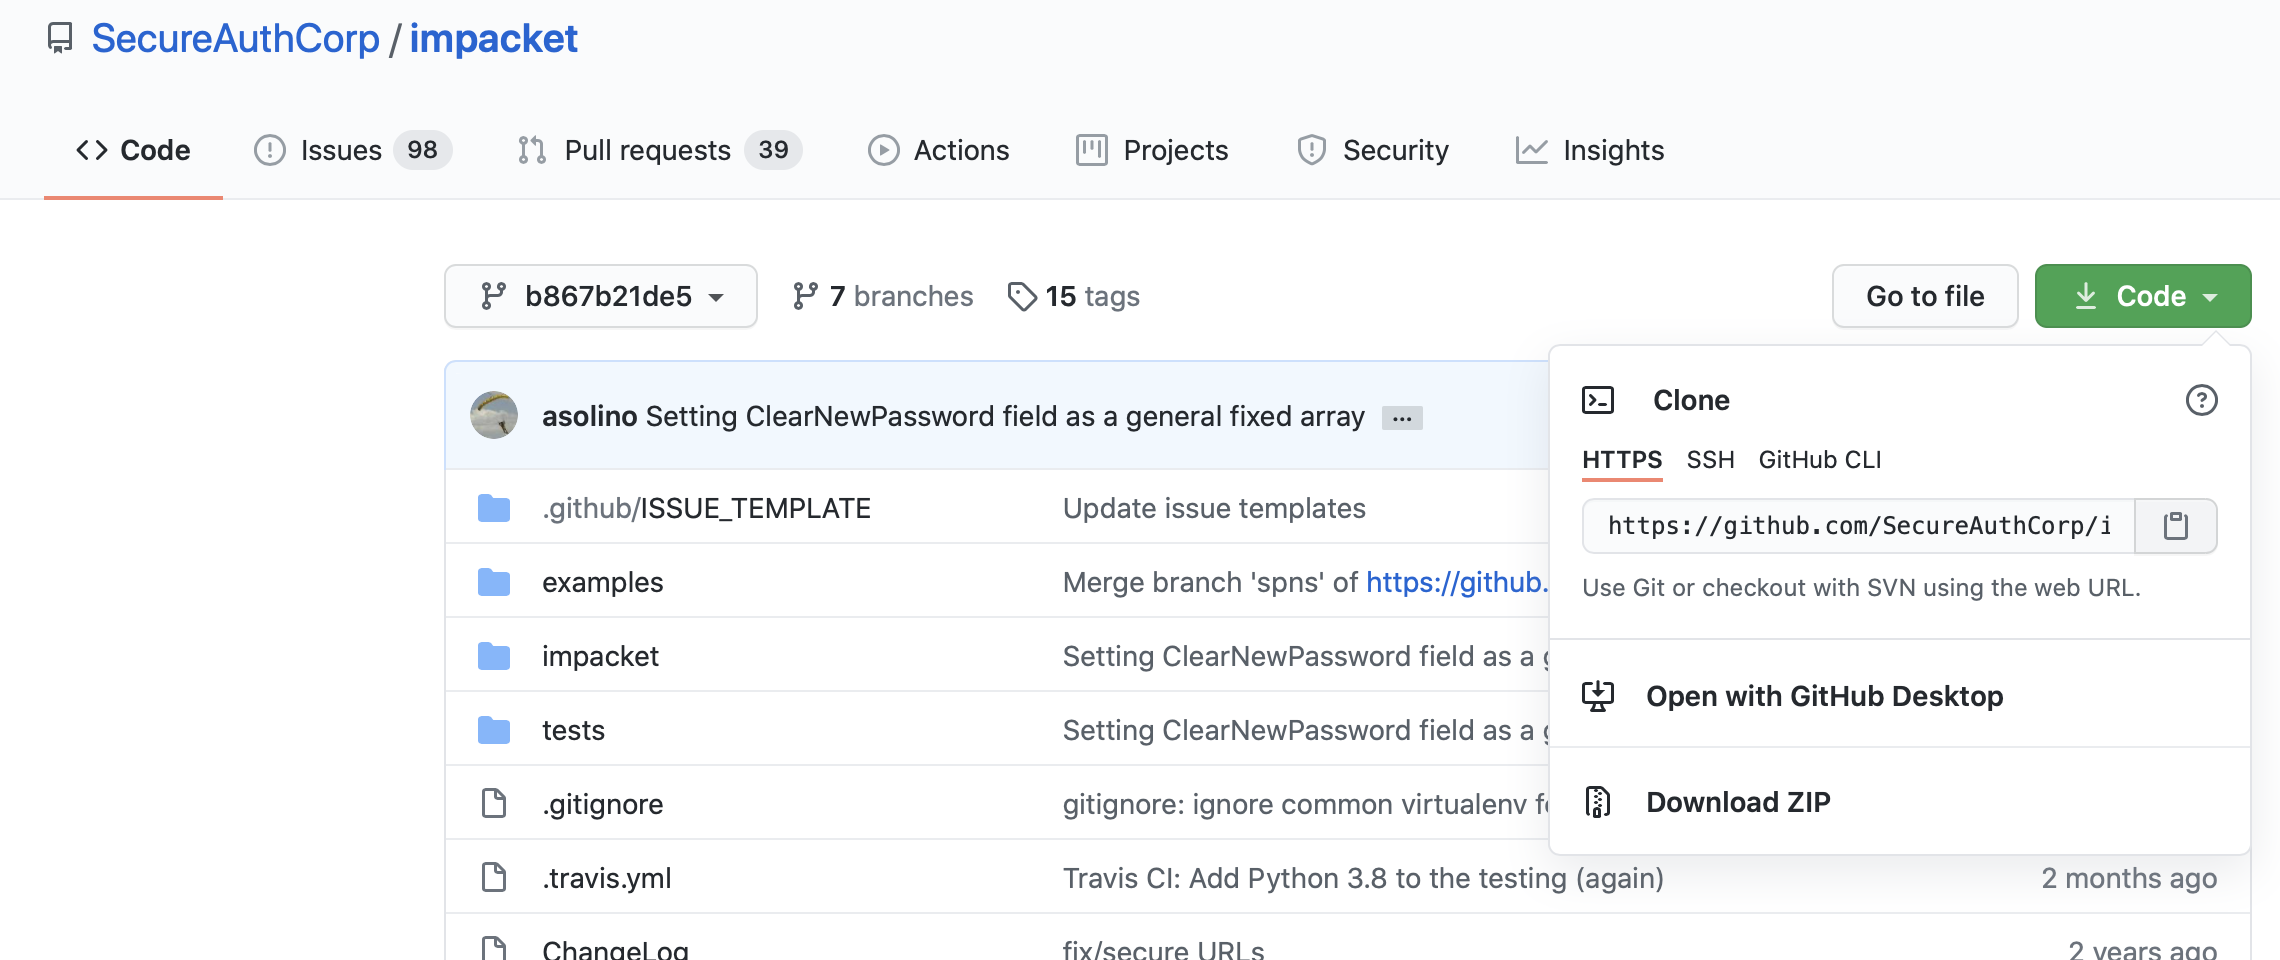 SecureAuthCorp / impacket
Code Issues 98 Pull requests 39 Actions Projects Security Insights
b867b21de5 7 branches 15 tags Go to file Code
asolino Setting ClearNewPassword field as a general fixed array ...
Clone
HTTPS SSH GitHub CLI
https://github.com/SecureAuthCorp/i
Use Git or checkout with SVN using the web URL.
Open with GitHub Desktop
Download ZIP
.github/ISSUE_TEMPLATE Update issue templates
examples Merge branch 'spns' of https://github.
impacket Setting ClearNewPassword field as a
tests Setting ClearNewPassword field as a
.gitignore gitignore: ignore common virtualenv
.travis.yml Travis CI: Add Python 3.8 to the testing (again) 2 months ago
ChangeLog fix/secure URLs 2 years ago